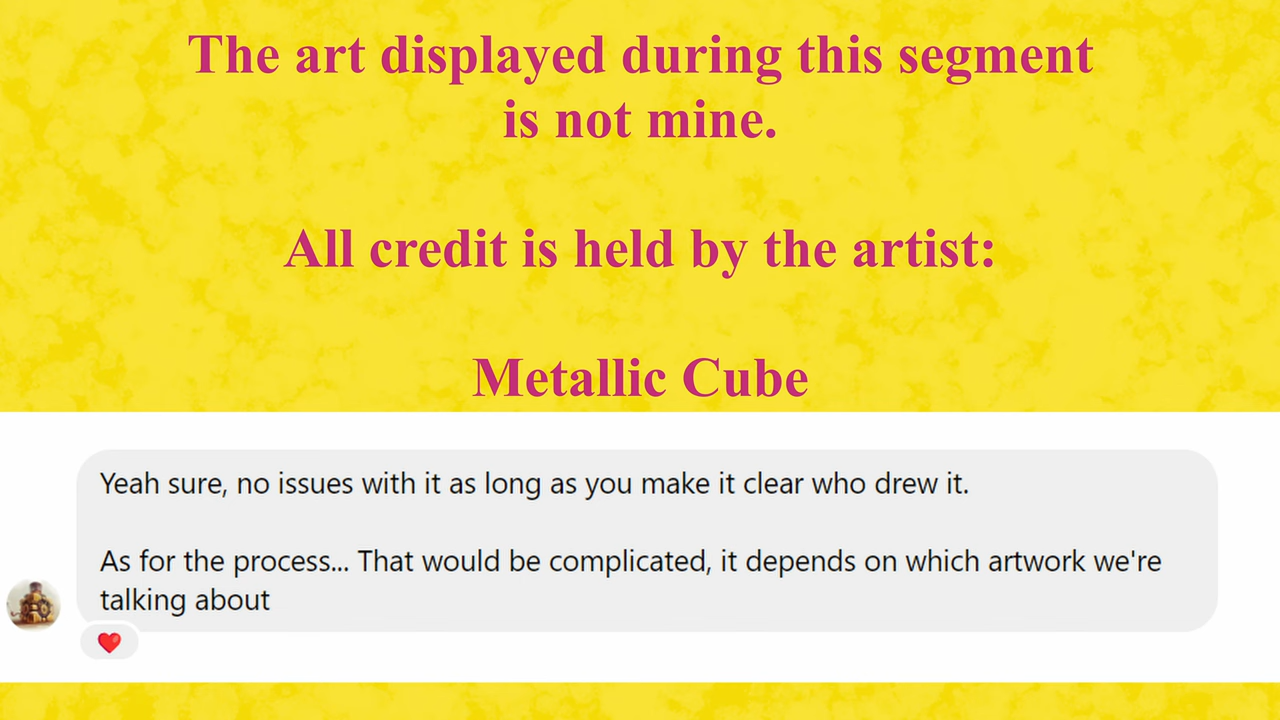 The art displayed during this segment
is not mine.
All credit is held by the artist:
Metallic Cube
Yeah sure, no issues with it as long as you make it clear who drew it.
As for the process... That would be complicated, it depends on which artwork we're
talking about